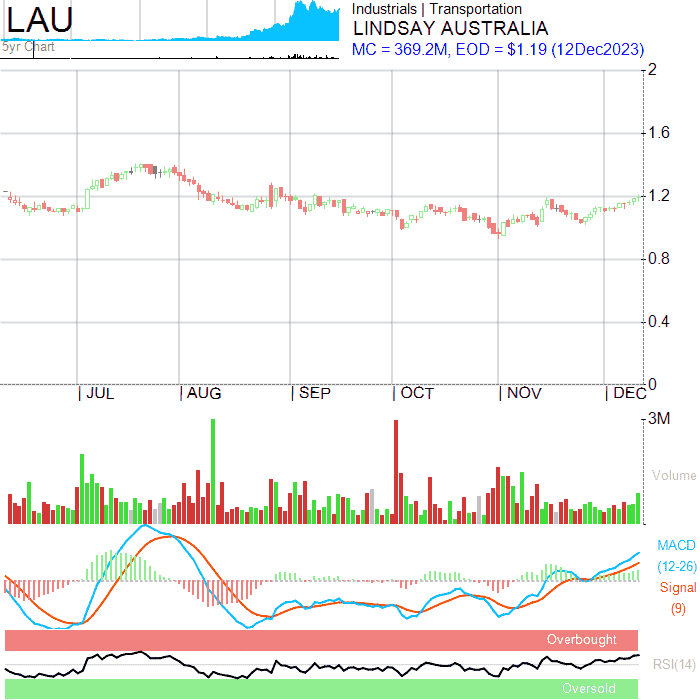 LAU
5yr Chart
Industrials | Transportation
LINDSAY AUSTRALIA
MC = 369.2M, EOD = $1.19 (12Dec2023)
2
1.6
1.2
0.8
0.4
0
JUL AUG SEP OCT NOV DEC
3M
Volume
MACD
(12-26)
Signal
(9)
Overbought
RSI(14)
Oversold